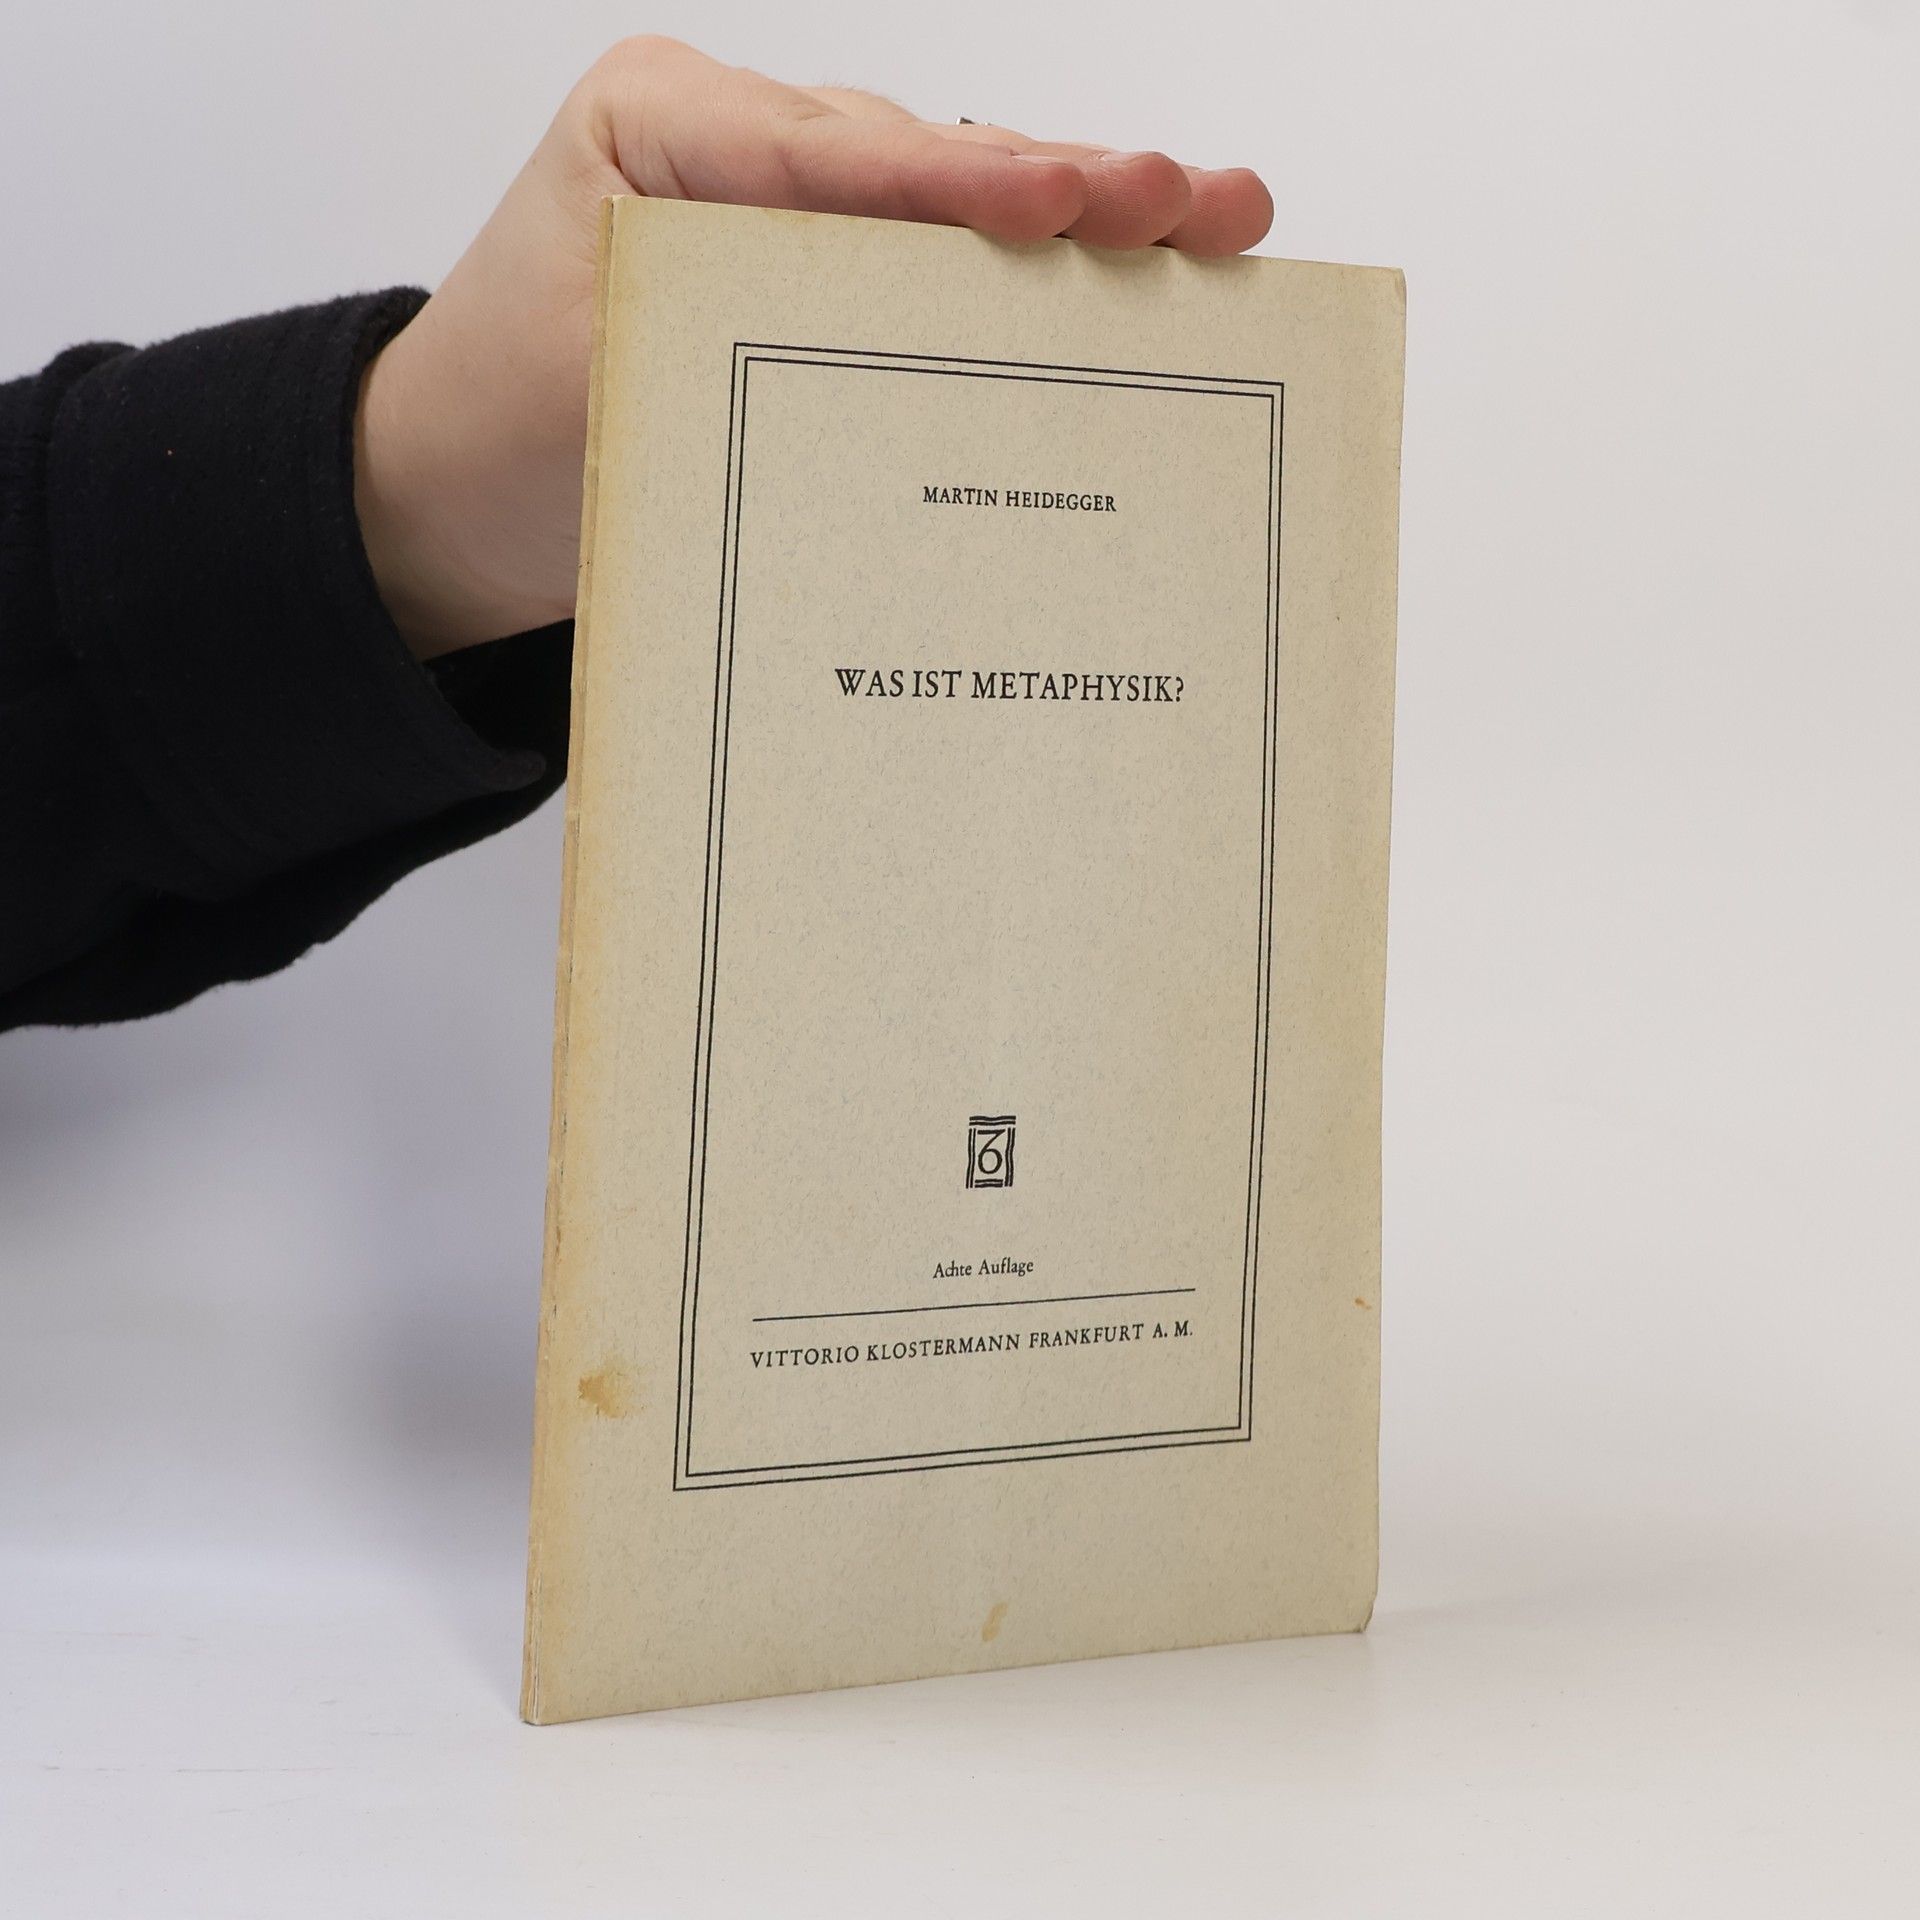 MARTIN HEIDEGGER
WAS IST METAPHYSIK?
Achte Auflage
VITTORIO KLOSTERMANN FRANKFURT A. M.